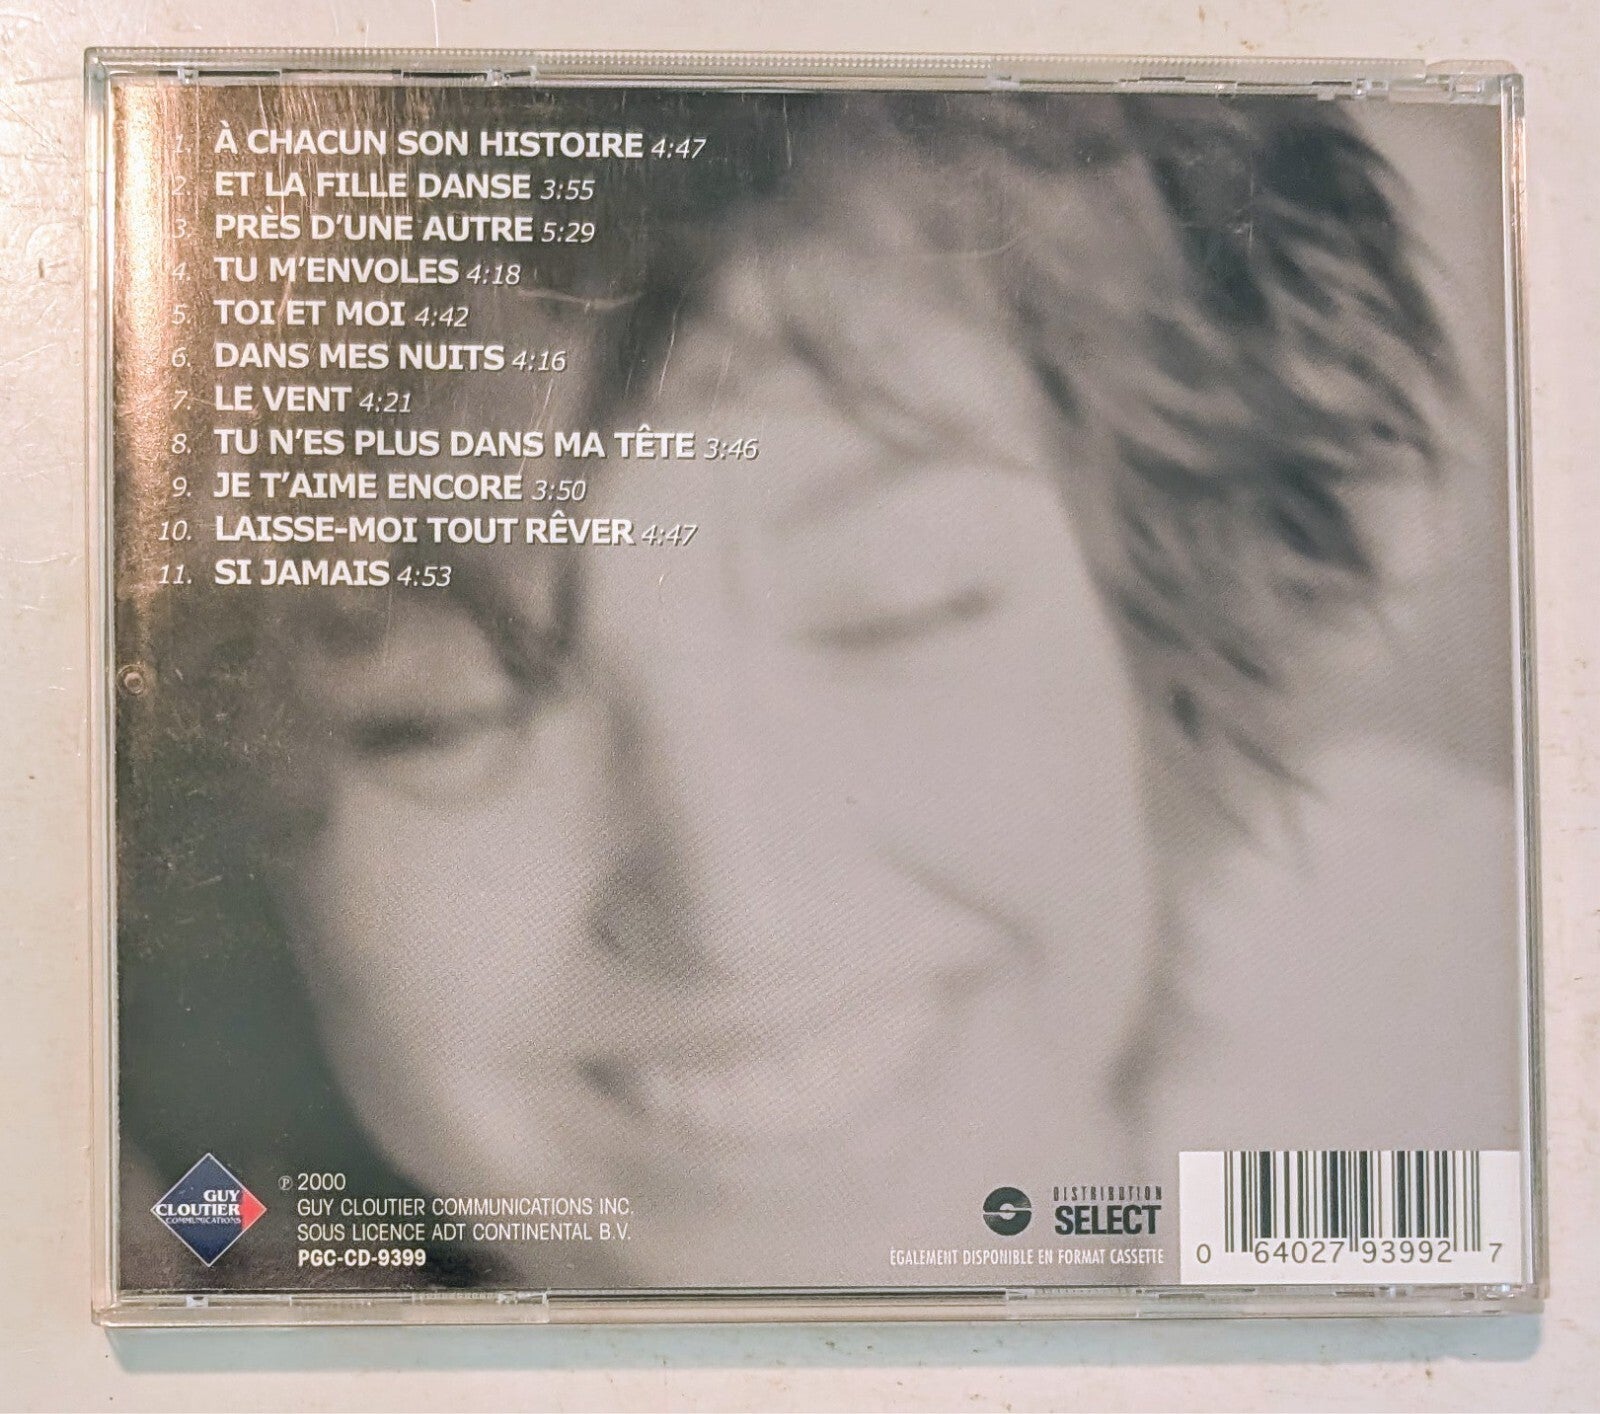 1. À CHACUN SON HISTOIRE 4:47
2. ET LA FILLE DANSE 3:55
3. PRÈS D'UNE AUTRE 5:29
4. TU M'ENVOLES 4:18
5. TOI ET MOI 4:42
6. DANS MES NUITS 4:16
7. LE VENT 4:21
8. TU N'ES PLUS DANS MA TÊTE 3:46
9. JE T'AIME ENCORE 3:50
10. LAISSE-MOI TOUT RÊVER 4:47
11. SI JAMAIS 4:53
GUY
CLOUTIER
COMMUNICATIONS
℗ 2000
GUY CLOUTIER COMMUNICATIONS INC.
SOUS LICENCE ADT CONTINENTAL B.V.
PGC-CD-9399
DISTRIBUTION
SELECT
ÉGALEMENT DISPONIBLE EN FORMAT CASSETTE
0 64027 93992 7